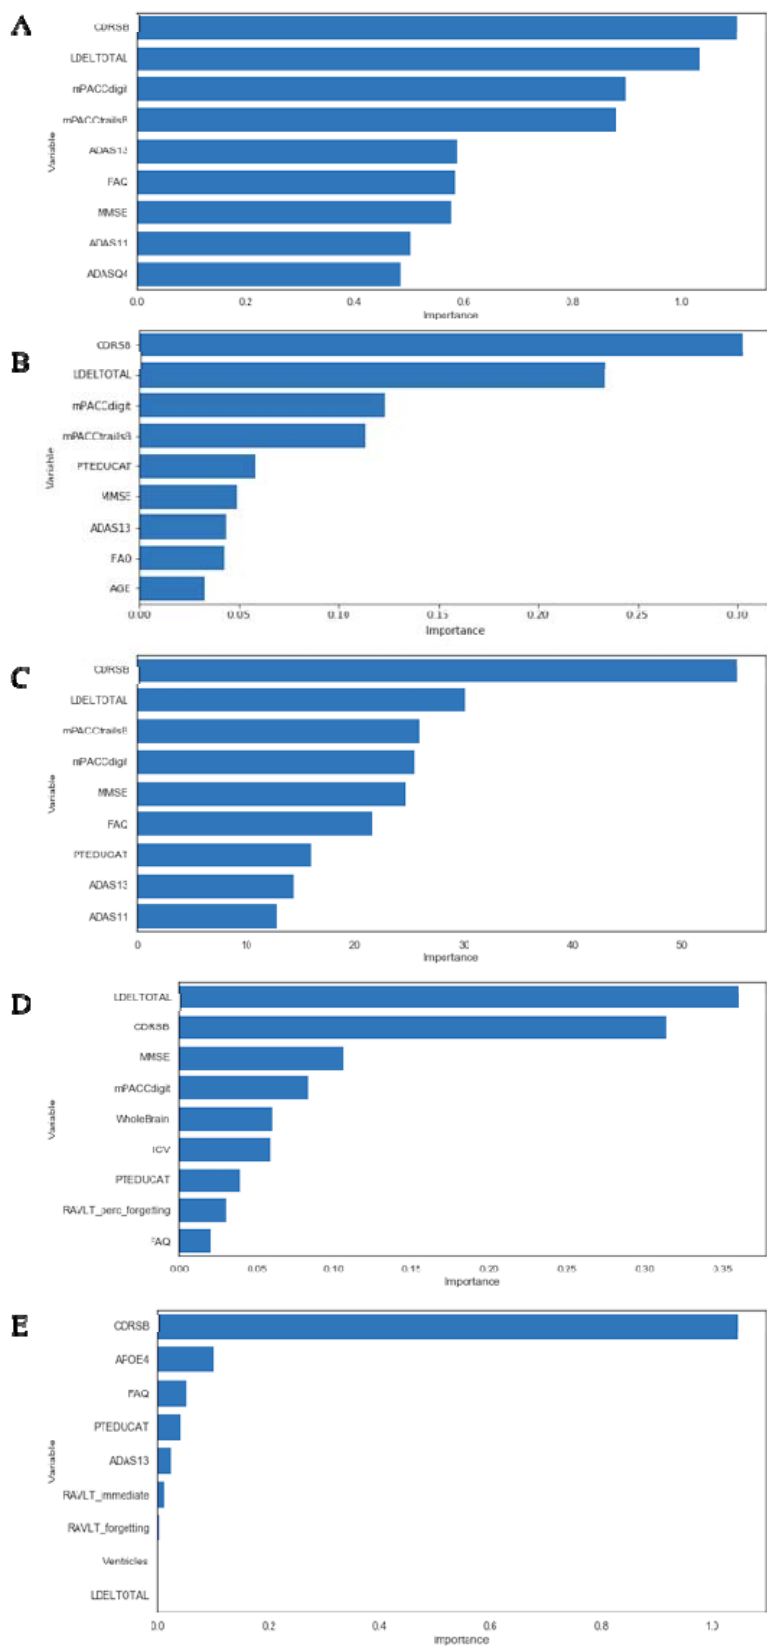 A
CDRSB
LDELTOTAL
mPACCdigit
mPACCtrailsB
ADAS13
FAQ
MMSE
ADAS11
ADASQ4
Variable
0.0 0.2 0.4 0.6 0.8 1.0
Importance
B
CDRSB
LDELTOTAL
mPACCdigit
mPACCtrailsB
PTEDUCAT
MMSE
ADAS13
FAQ
AGE
Variable
0.00 0.05 0.10 0.15 0.20 0.25 0.30
Importance
C
CDRSB
LDELTOTAL
mPACCtrailsB
mPACCdigit
MMSE
FAQ
PTEDUCAT
ADAS13
ADAS11
Variable
0 10 20 30 40 50
Importance
D
LDELTOTAL
CDRSB
MMSE
mPACCdigit
WholeBrain
ICV
PTEDUCAT
RAVLT_perc_forgetting
FAQ
Variable
0.00 0.05 0.10 0.15 0.20 0.25 0.30 0.35
Importance
E
CDRSB
APOE4
FAQ
PTEDUCAT
ADAS13
RAVLT_immediate
RAVLT_forgetting
Ventricles
LDELTOTAL
Variable
0.0 0.2 0.4 0.6 0.8 1.0
Importance